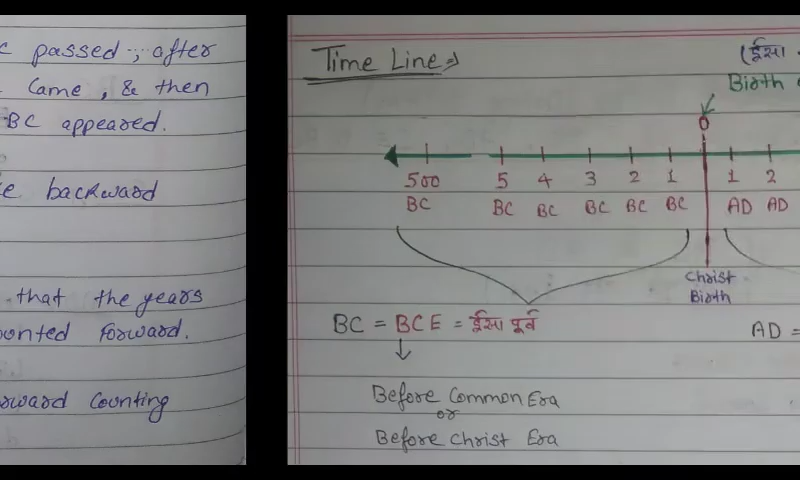 passed, after
Came, & then
BC appeared.
backward
that the years
forward.
Counting
Time Line
(ईसा
Birth
0
500 5 4 3 2 1 1 2
BC BC BC BC BC BC AD AD
Christ
Birth
BC = BCE = ईसा पूर्व
AD =
Before Common Era
or
Before Christ Era